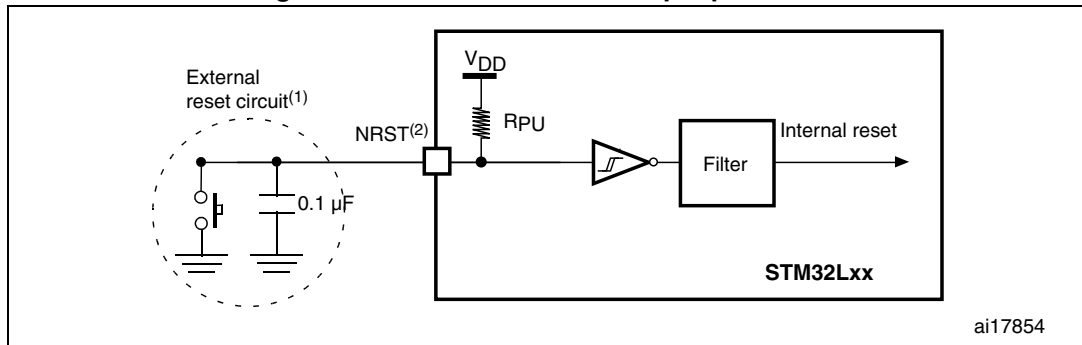 External
reset circuit(1)
NRST(2)
VDD
RPU
0.1 µF
Filter
Internal reset
STM32Lxx
ai17854